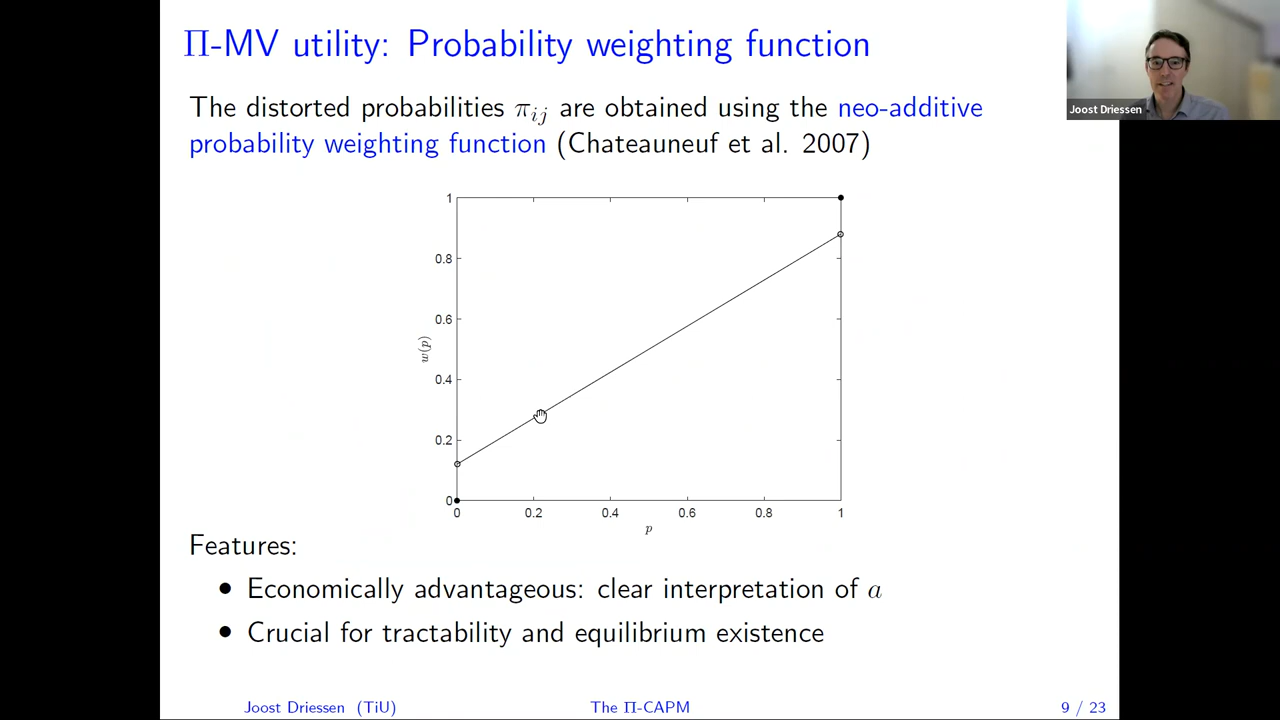 Π-MV utility: Probability weighting function
Joost Driessen
The distorted probabilities πij are obtained using the neo-additive
probability weighting function (Chateauneuf et al. 2007)
1
0.8
0.6
0.4
0.2
0
w(p)
0 0.2 0.4 0.6 0.8 1
p
Features:
• Economically advantageous: clear interpretation of a
• Crucial for tractability and equilibrium existence
Joost Driessen (TiU) The Π-CAPM 9 / 23